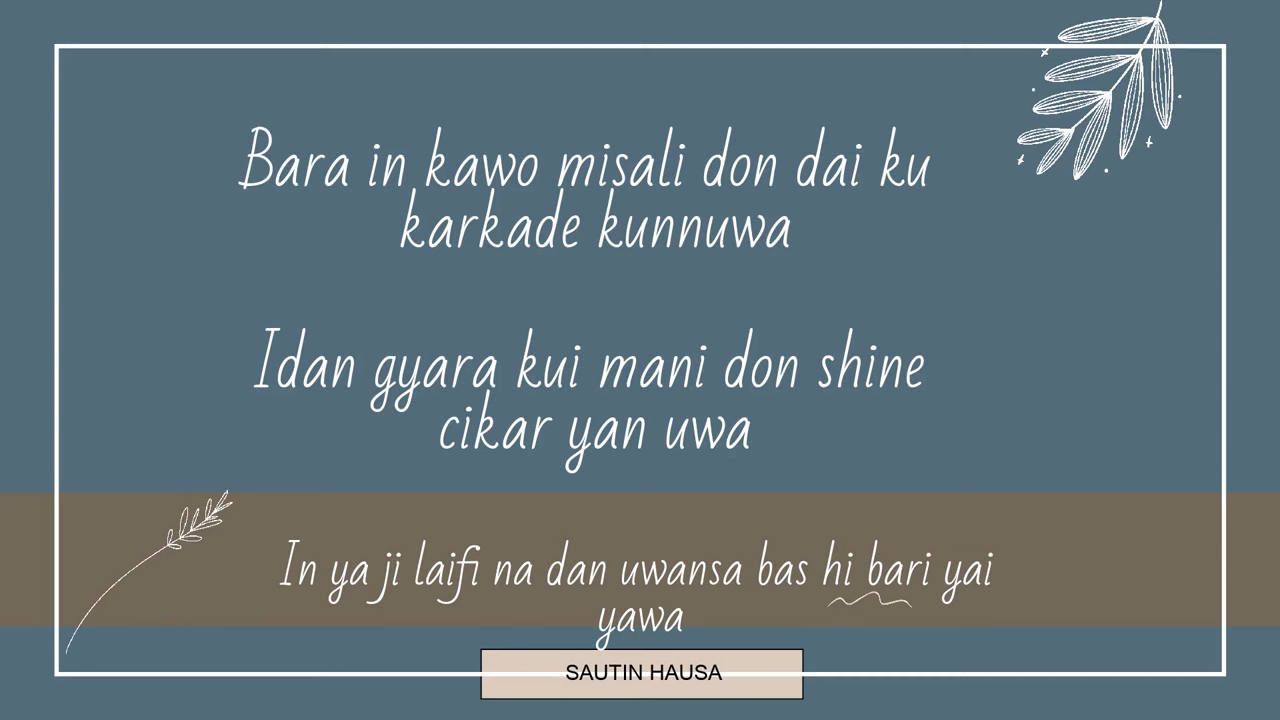 Bara in kawo misali don dai ku
karkade kunnuwa
Idan gyara kui mani don shine
cikar yan uwa
In ya ji laifi na dan uwansa bas hi bari yai
yawa
SAUTIN HAUSA